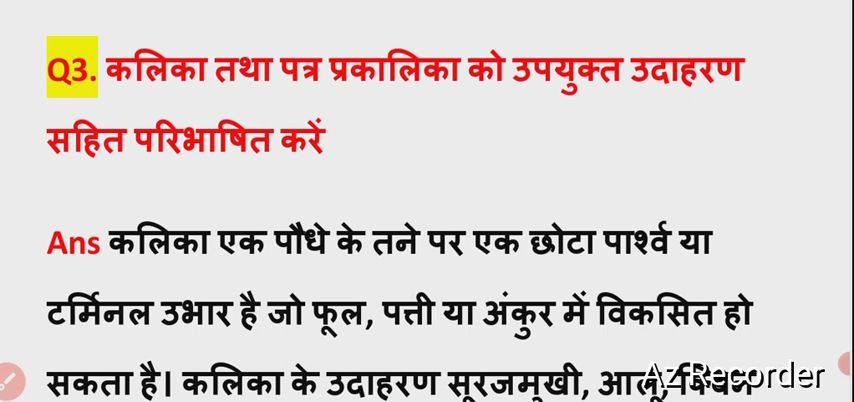 Q3. कलिका तथा पत्र प्रकालिका को उपयुक्त उदाहरण
सहित परिभाषित करें
Ans कलिका एक पौधे के तने पर एक छोटा पार्श्व या
टर्मिनल उभार है जो फूल, पत्ती या अंकुर में विकसित हो
सकता है। कलिका के उदाहरण सूरजमुखी, आलू,
Az Recorder